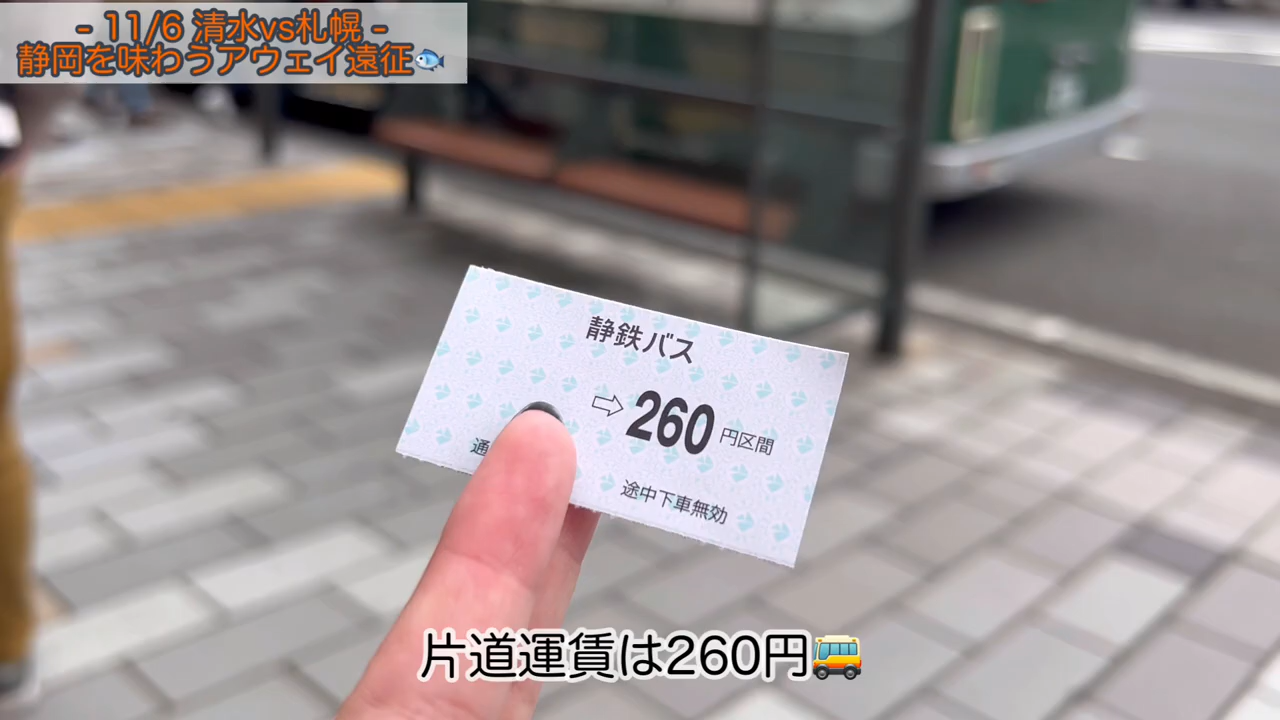 - 11/6 清水vs札幌 -
静岡を味わうアウェイ遠征🐟
静鉄バス
⇨260円区間
通
途中下車無効
片道運賃は260円🚌